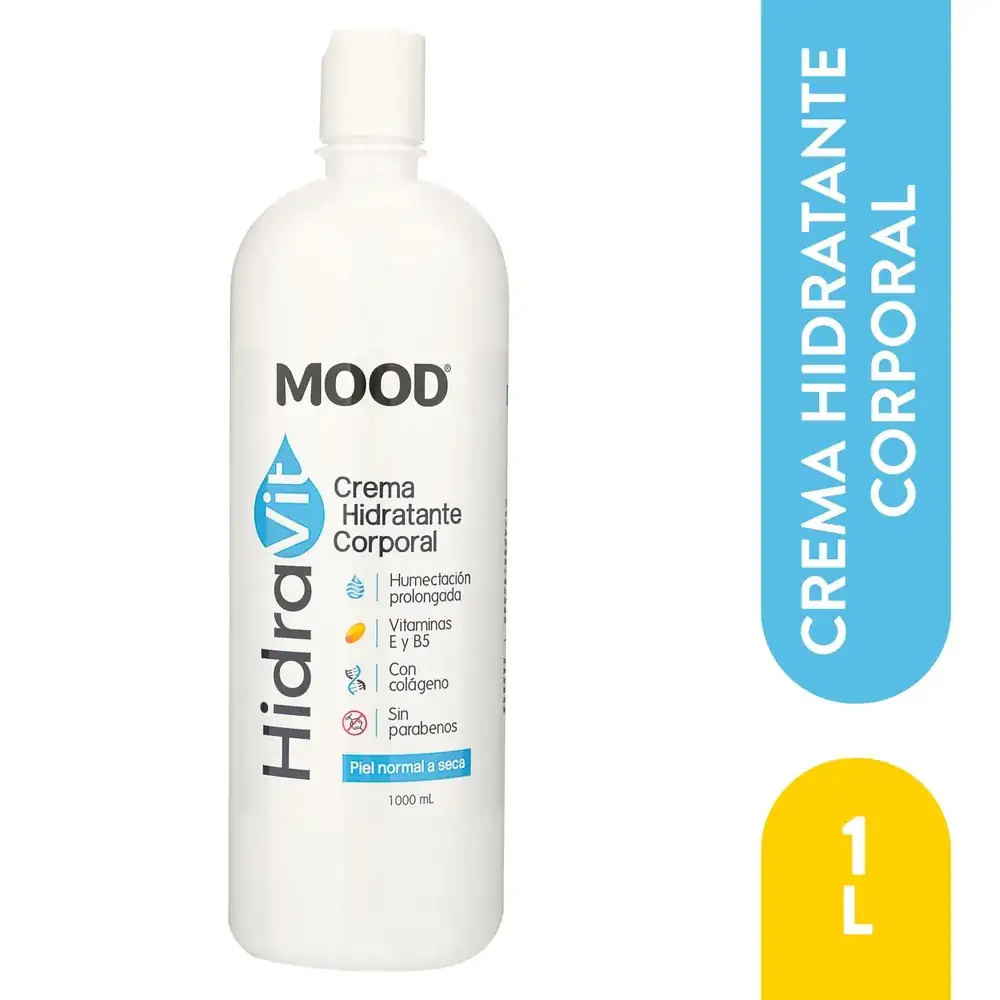 MOOD®
HidraVit
Crema
Hidratante
Corporal
Humectación
prolongada
Vitaminas
E y B5
Con
colágeno
Sin
parabenos
Piel normal a seca
1000 mL
CREMA HIDRATANTE
CORPORAL
1
L